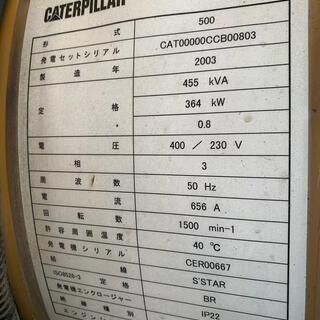 CATERPILLAR
形 式 500
発電セットシリアル CAT00000CCB00803
製 造 年 2003
455 kVA
定 格 364 kW
0.8
電 圧 400 / 230 V
相 3
周 波 数 50 Hz
電 流 656 A
回 転 数 1500 min-1
許容周囲温度 40 ℃
発電機シリアル CER00667
結 線 S'STAR
ISO8528-3 定 格 BR
発電機エンクロージャー IP22